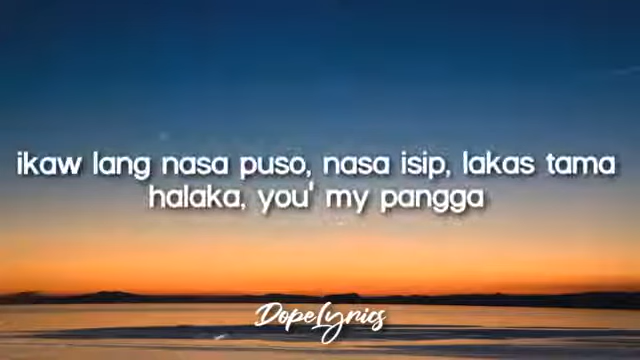 ikaw lang nasa puso, nasa isip, lakas tama
halaka, you' my pangga
DopeLyrics